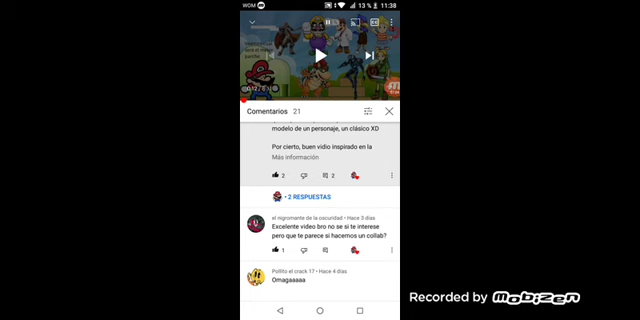 WOM
13 % 11:38
CC
Comentarios 21
modelo de un personaje, un clásico XD
Por cierto, buen vidio inspirado en la
Más información
2
2
• 2 RESPUESTAS
el nigromante de la oscuridad • Hace 3 días
Excelente video bro no se si te interese
pero que te parece si hacemos un collab?
1
Pollito el crack 17 • Hace 4 días
Omagaaaaa
Recorded by MOBIZEN